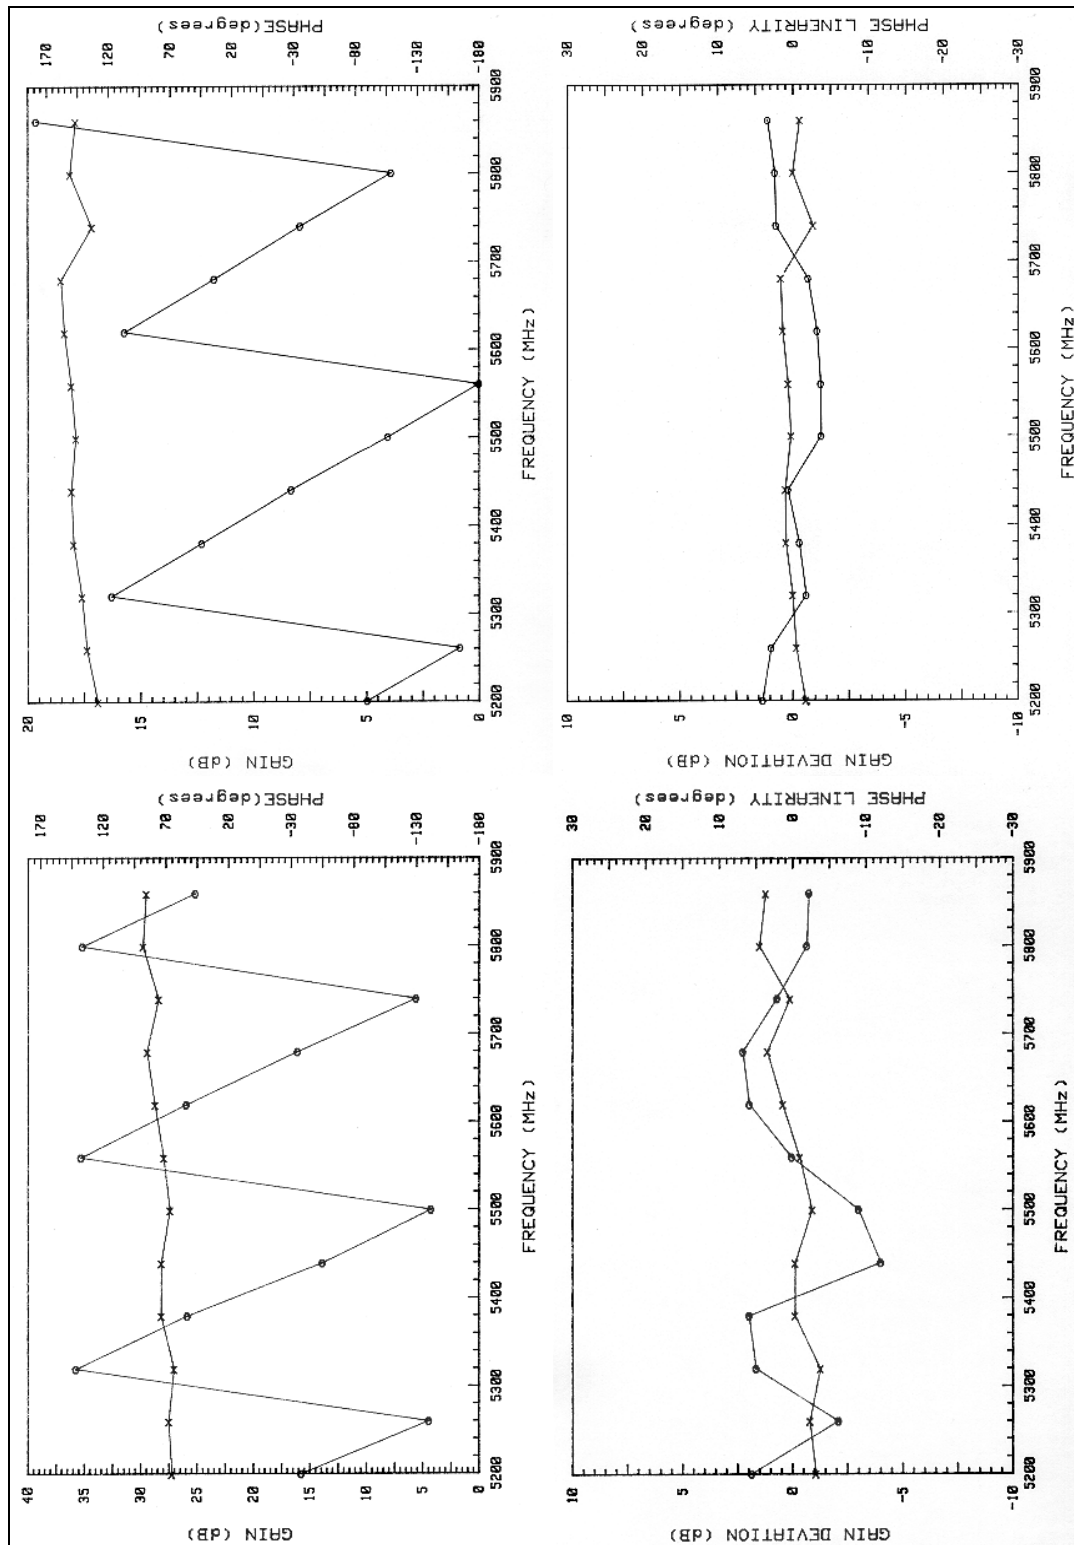 PHASE(degrees)
170 120 70 20 -30 -80 -130 -180
5900
5800
5700
5600
5500
5400
5300
5200
FREQUENCY (MHz)
20 15 10 5 0
GAIN (dB)
PHASE LINEARITY (degrees)
30 20 10 0 -10 -20 -30
5900
5800
5700
5600
5500
5400
5300
5200
FREQUENCY (MHz)
10 5 0 -5 -10
GAIN DEVIATION (dB)
PHASE(degrees)
170 120 70 20 -30 -80 -130 -180
5900
5800
5700
5600
5500
5400
5300
5200
FREQUENCY (MHz)
40 35 30 25 20 15 10 5 0
GAIN (dB)
PHASE LINEARITY (degrees)
30 20 10 0 -10 -20 -30
5900
5800
5700
5600
5500
5400
5300
5200
FREQUENCY (MHz)
10 5 0 -5 -10
GAIN DEVIATION (dB)